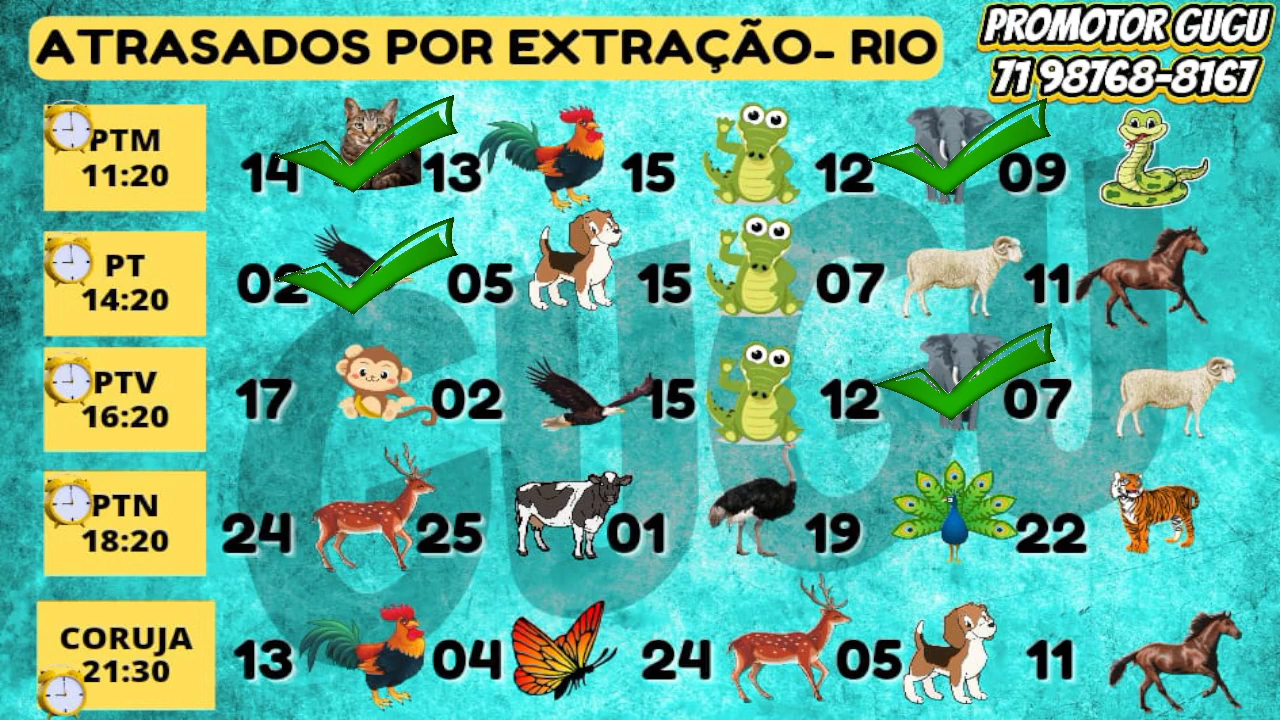 ATRASADOS POR EXTRAÇÃO- RIO
PROMOTOR GUGU
71 98768-8167
PTM
11:20
14 13 15 12 09
PT
14:20
02 05 15 07 11
PTV
16:20
17 02 15 12 07
PTN
18:20
24 25 01 19 22
CORUJA
21:30
13 04 24 05 11
GUGU